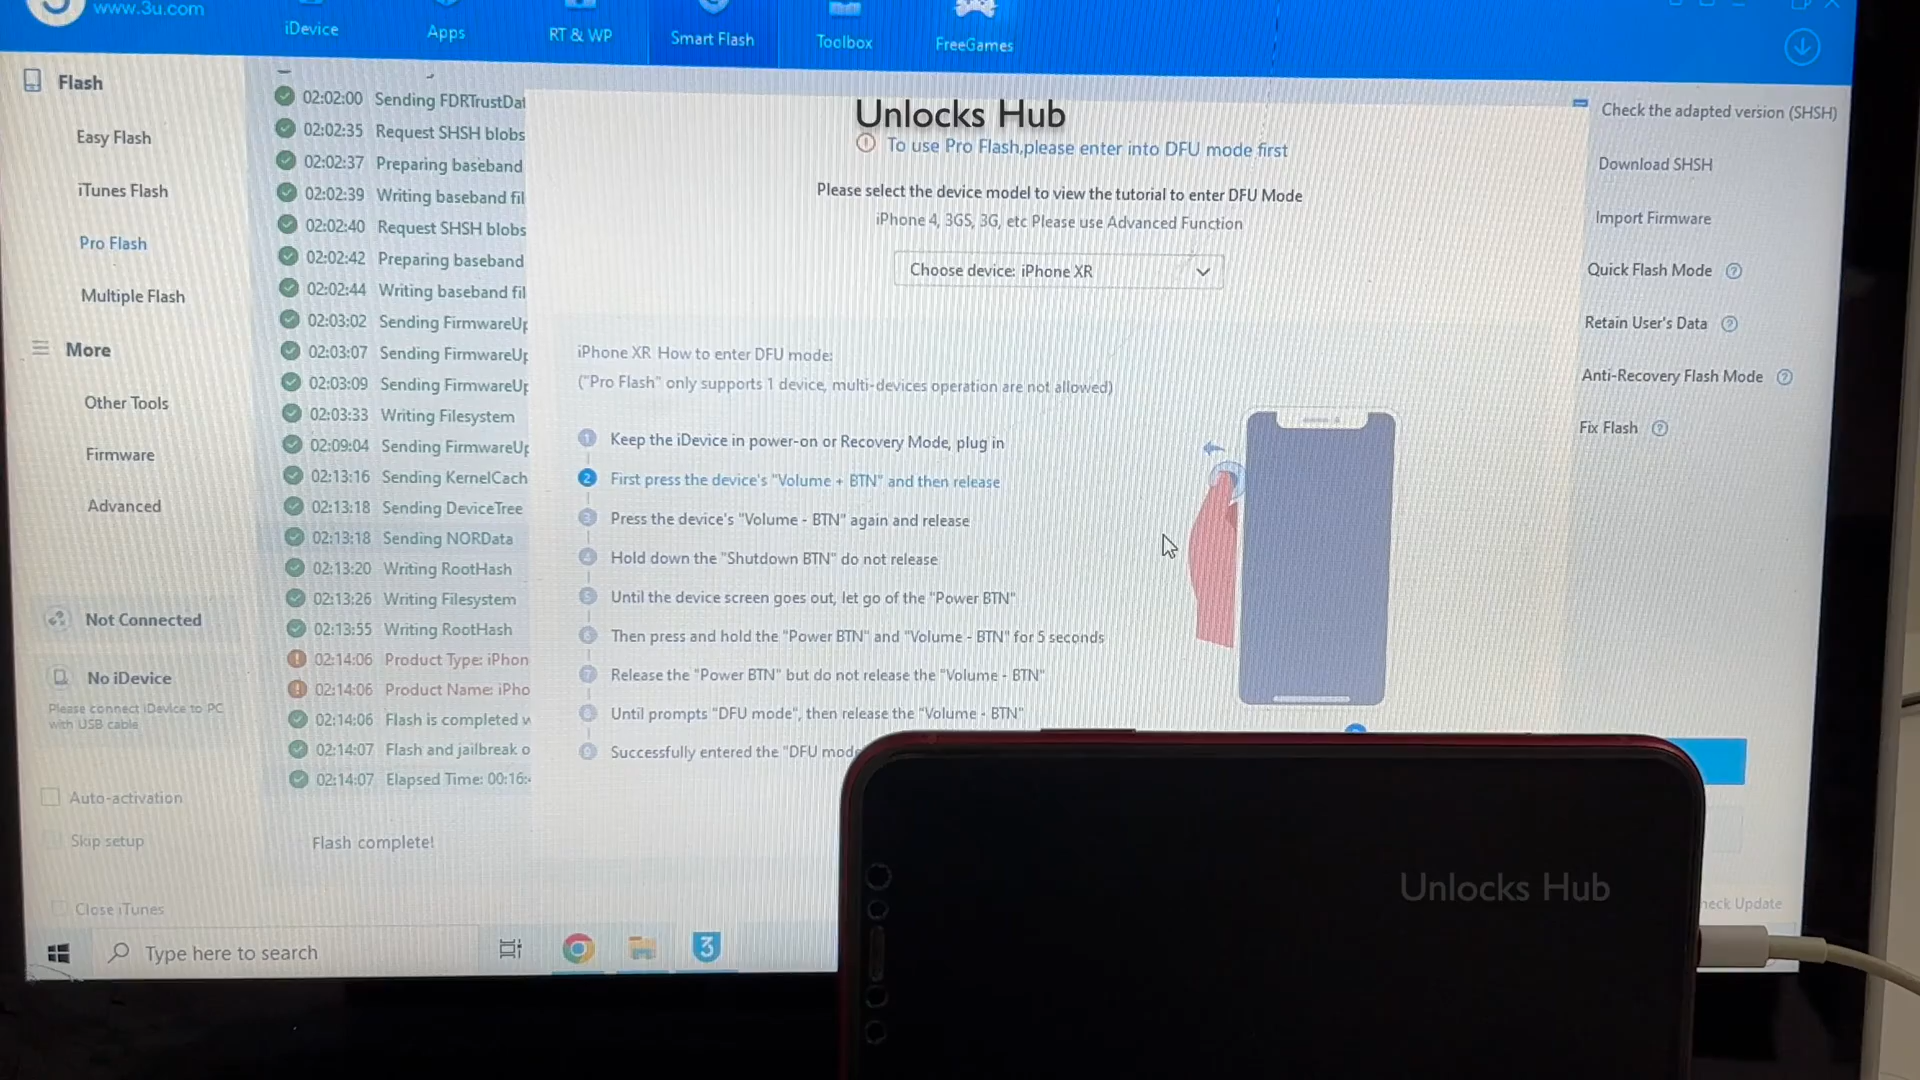 www.3u.com
iDevice
Apps
RT & WP
Smart Flash
Toolbox
FreeGames
Flash
Easy Flash
iTunes Flash
Pro Flash
Multiple Flash
More
Other Tools
Firmware
Advanced
Not Connected
No iDevice
Please connect iDevice to PC
with USB cable
Auto-activation
Skip setup
Close iTunes
02:02:00 Sending FDRTrustDat
02:02:35 Request SHSH blobs
02:02:37 Preparing baseband
02:02:39 Writing baseband fil
02:02:40 Request SHSH blobs
02:02:42 Preparing baseband
02:02:44 Writing baseband fil
02:03:02 Sending FirmwareUp
02:03:07 Sending FirmwareUp
02:03:09 Sending FirmwareUp
02:03:33 Writing Filesystem
02:09:04 Sending FirmwareUp
02:13:16 Sending KernelCach
02:13:18 Sending DeviceTree
02:13:18 Sending NORData
02:13:20 Writing RootHash
02:13:26 Writing Filesystem
02:13:55 Writing RootHash
02:14:06 Product Type: iPhon
02:14:06 Product Name: iPho
02:14:06 Flash is completed w
02:14:07 Flash and jailbreak o
02:14:07 Elapsed Time: 00:16:
Flash complete!
Unlocks Hub
To use Pro Flash,please enter into DFU mode first
Please select the device model to view the tutorial to enter DFU Mode
iPhone 4, 3GS, 3G, etc Please use Advanced Function
Choose device: iPhone XR
iPhone XR How to enter DFU mode:
("Pro Flash" only supports 1 device, multi-devices operation are not allowed)
1 Keep the iDevice in power-on or Recovery Mode, plug in
2 First press the device's "Volume + BTN" and then release
3 Press the device's "Volume - BTN" again and release
4 Hold down the "Shutdown BTN" do not release
5 Until the device screen goes out, let go of the "Power BTN"
6 Then press and hold the "Power BTN" and "Volume - BTN" for 5 seconds
7 Release the "Power BTN" but do not release the "Volume - BTN"
8 Until prompts "DFU mode", then release the "Volume - BTN"
9 Successfully entered the "DFU mode
Check the adapted version (SHSH)
Download SHSH
Import Firmware
Quick Flash Mode ?
Retain User's Data ?
Anti-Recovery Flash Mode ?
Fix Flash ?
heck Update
Unlocks Hub
Type here to search
3